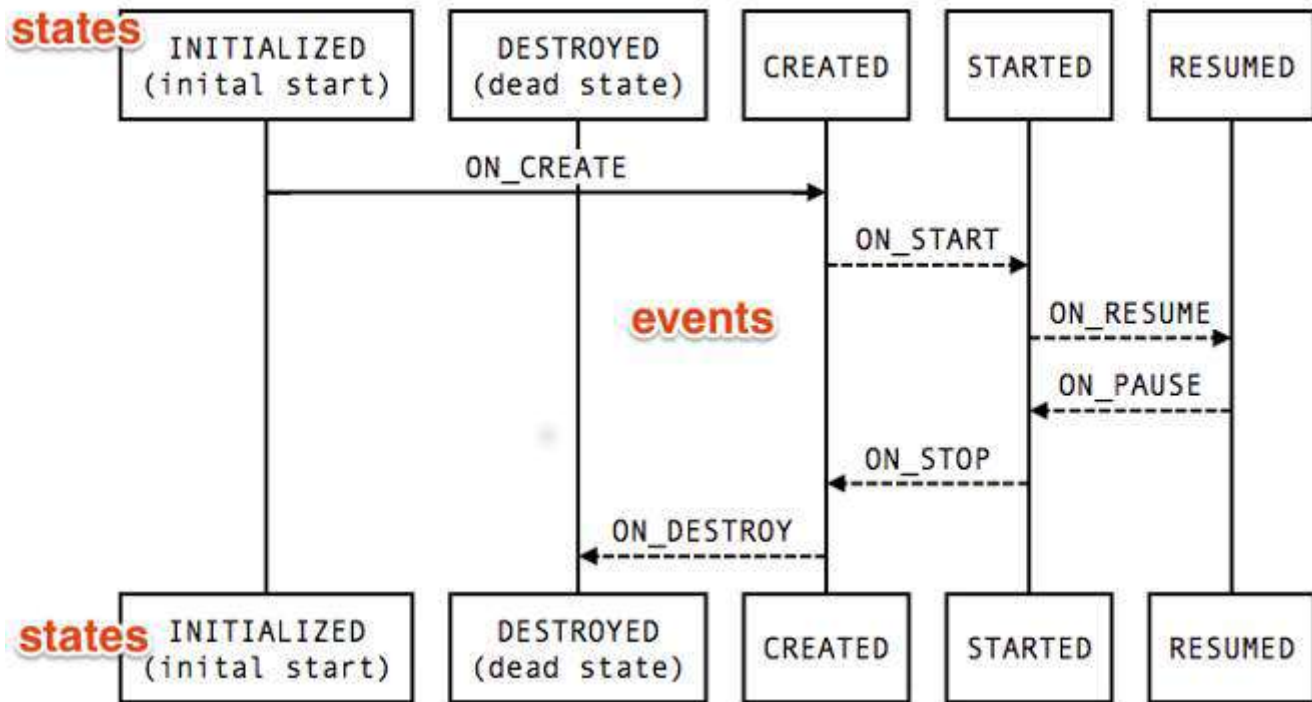 states
INITIALIZED
(inital start)
DESTROYED
(dead state)
CREATED
STARTED
RESUMED
ON_CREATE
ON_START
events
ON_RESUME
ON_PAUSE
ON_STOP
ON_DESTROY
states
INITIALIZED
(inital start)
DESTROYED
(dead state)
CREATED
STARTED
RESUMED